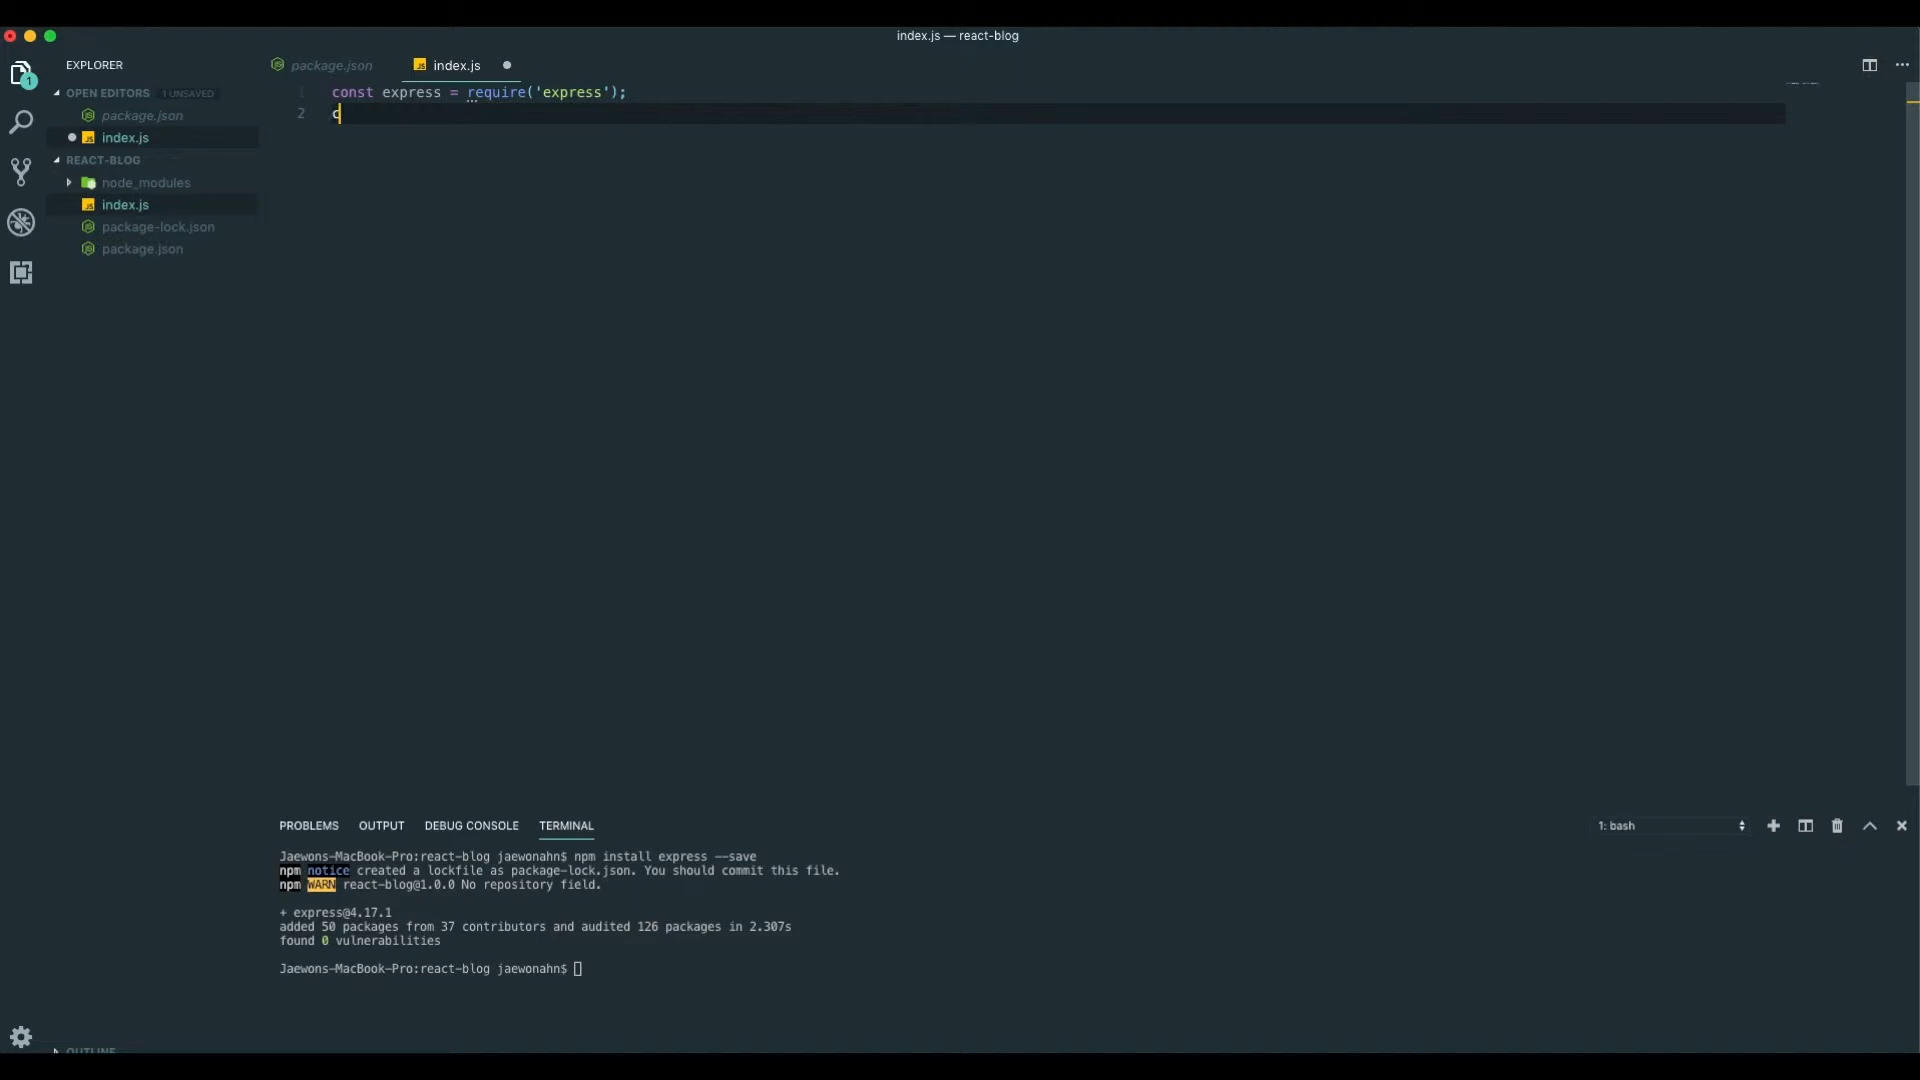 index.js — react-blog
EXPLORER
package.json
index.js
OPEN EDITORS 1 UNSAVED
package.json
index.js
REACT-BLOG
node_modules
index.js
package-lock.json
package.json
1
1 const express = require('express');
2 c
PROBLEMS OUTPUT DEBUG CONSOLE TERMINAL
1: bash
Jaewons-MacBook-Pro:react-blog jaewonahn$ npm install express --save
npm notice created a lockfile as package-lock.json. You should commit this file.
npm WARN react-blog@1.0.0 No repository field.
+ express@4.17.1
added 50 packages from 37 contributors and audited 126 packages in 2.307s
found 0 vulnerabilities
Jaewons-MacBook-Pro:react-blog jaewonahn$
OUTLINE